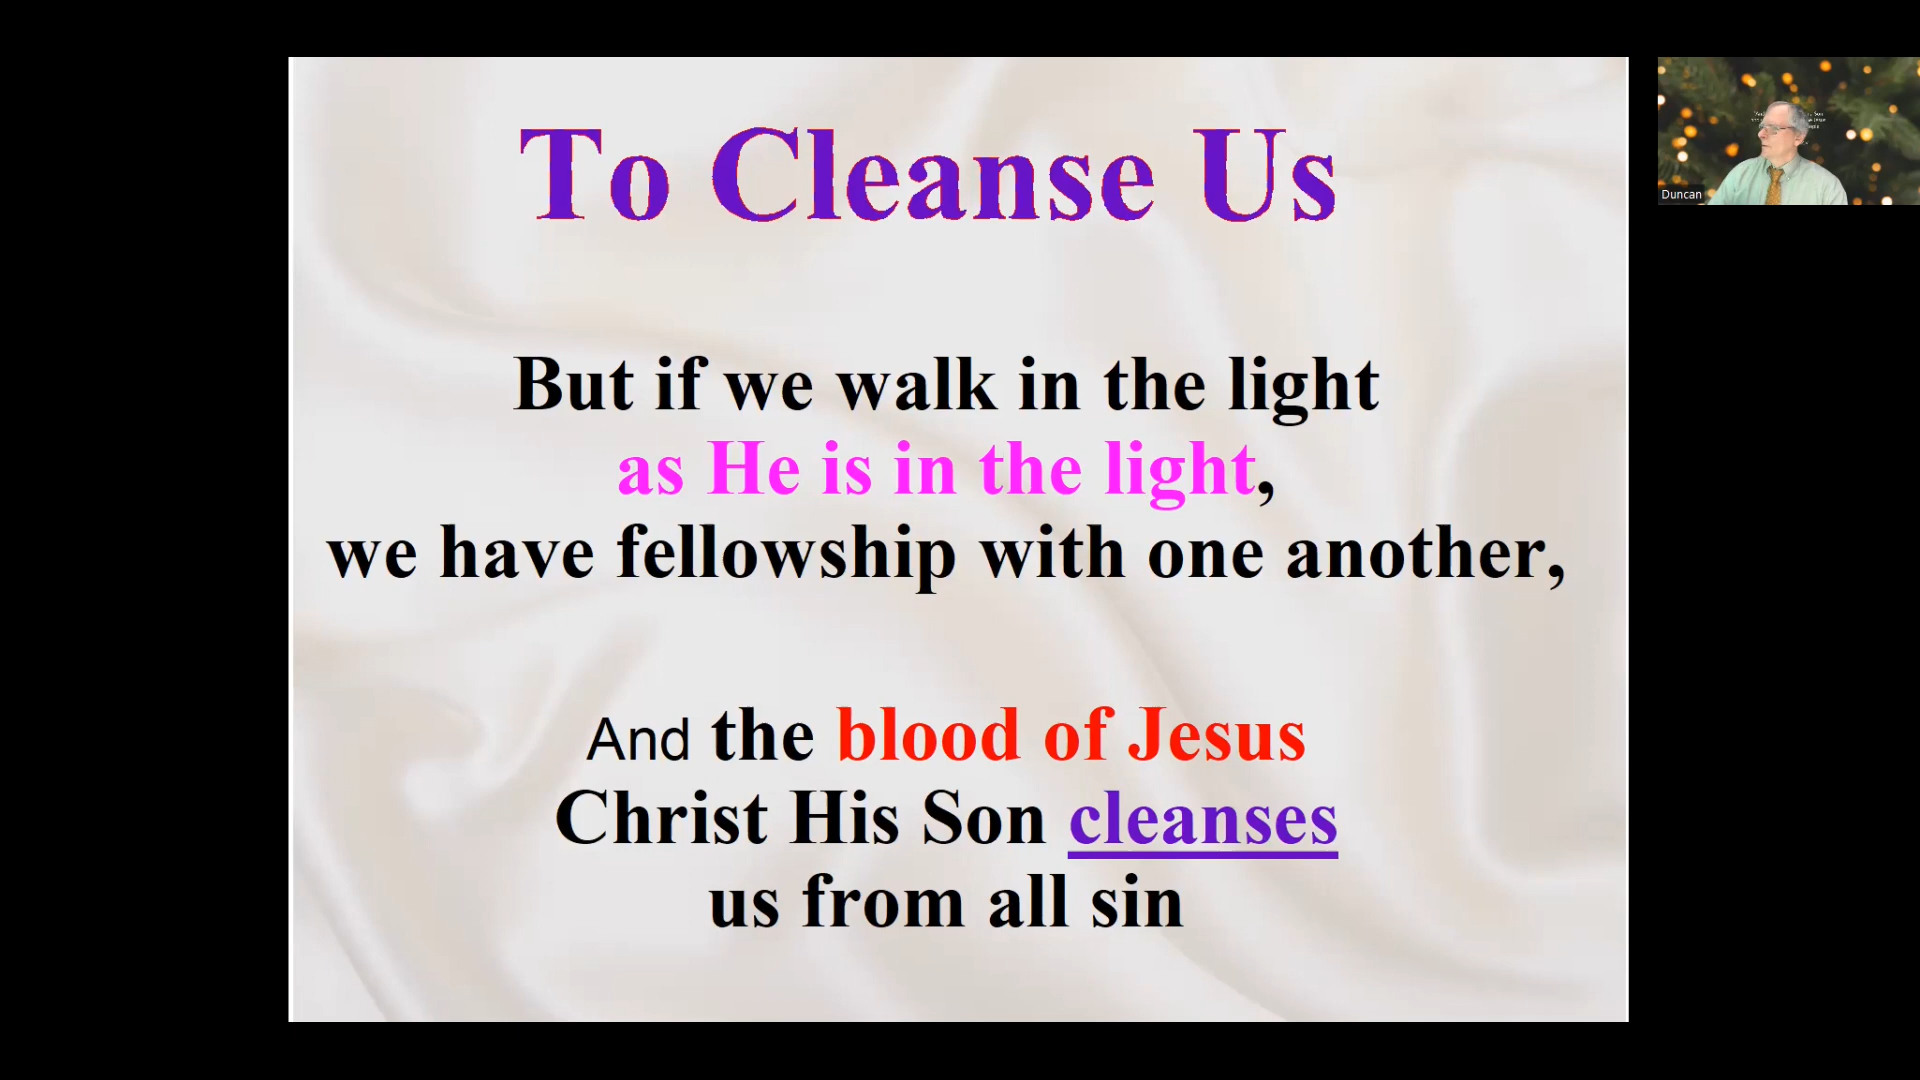 To Cleanse Us
But if we walk in the light
as He is in the light,
we have fellowship with one another,
And the blood of Jesus
Christ His Son cleanses
us from all sin
Duncan